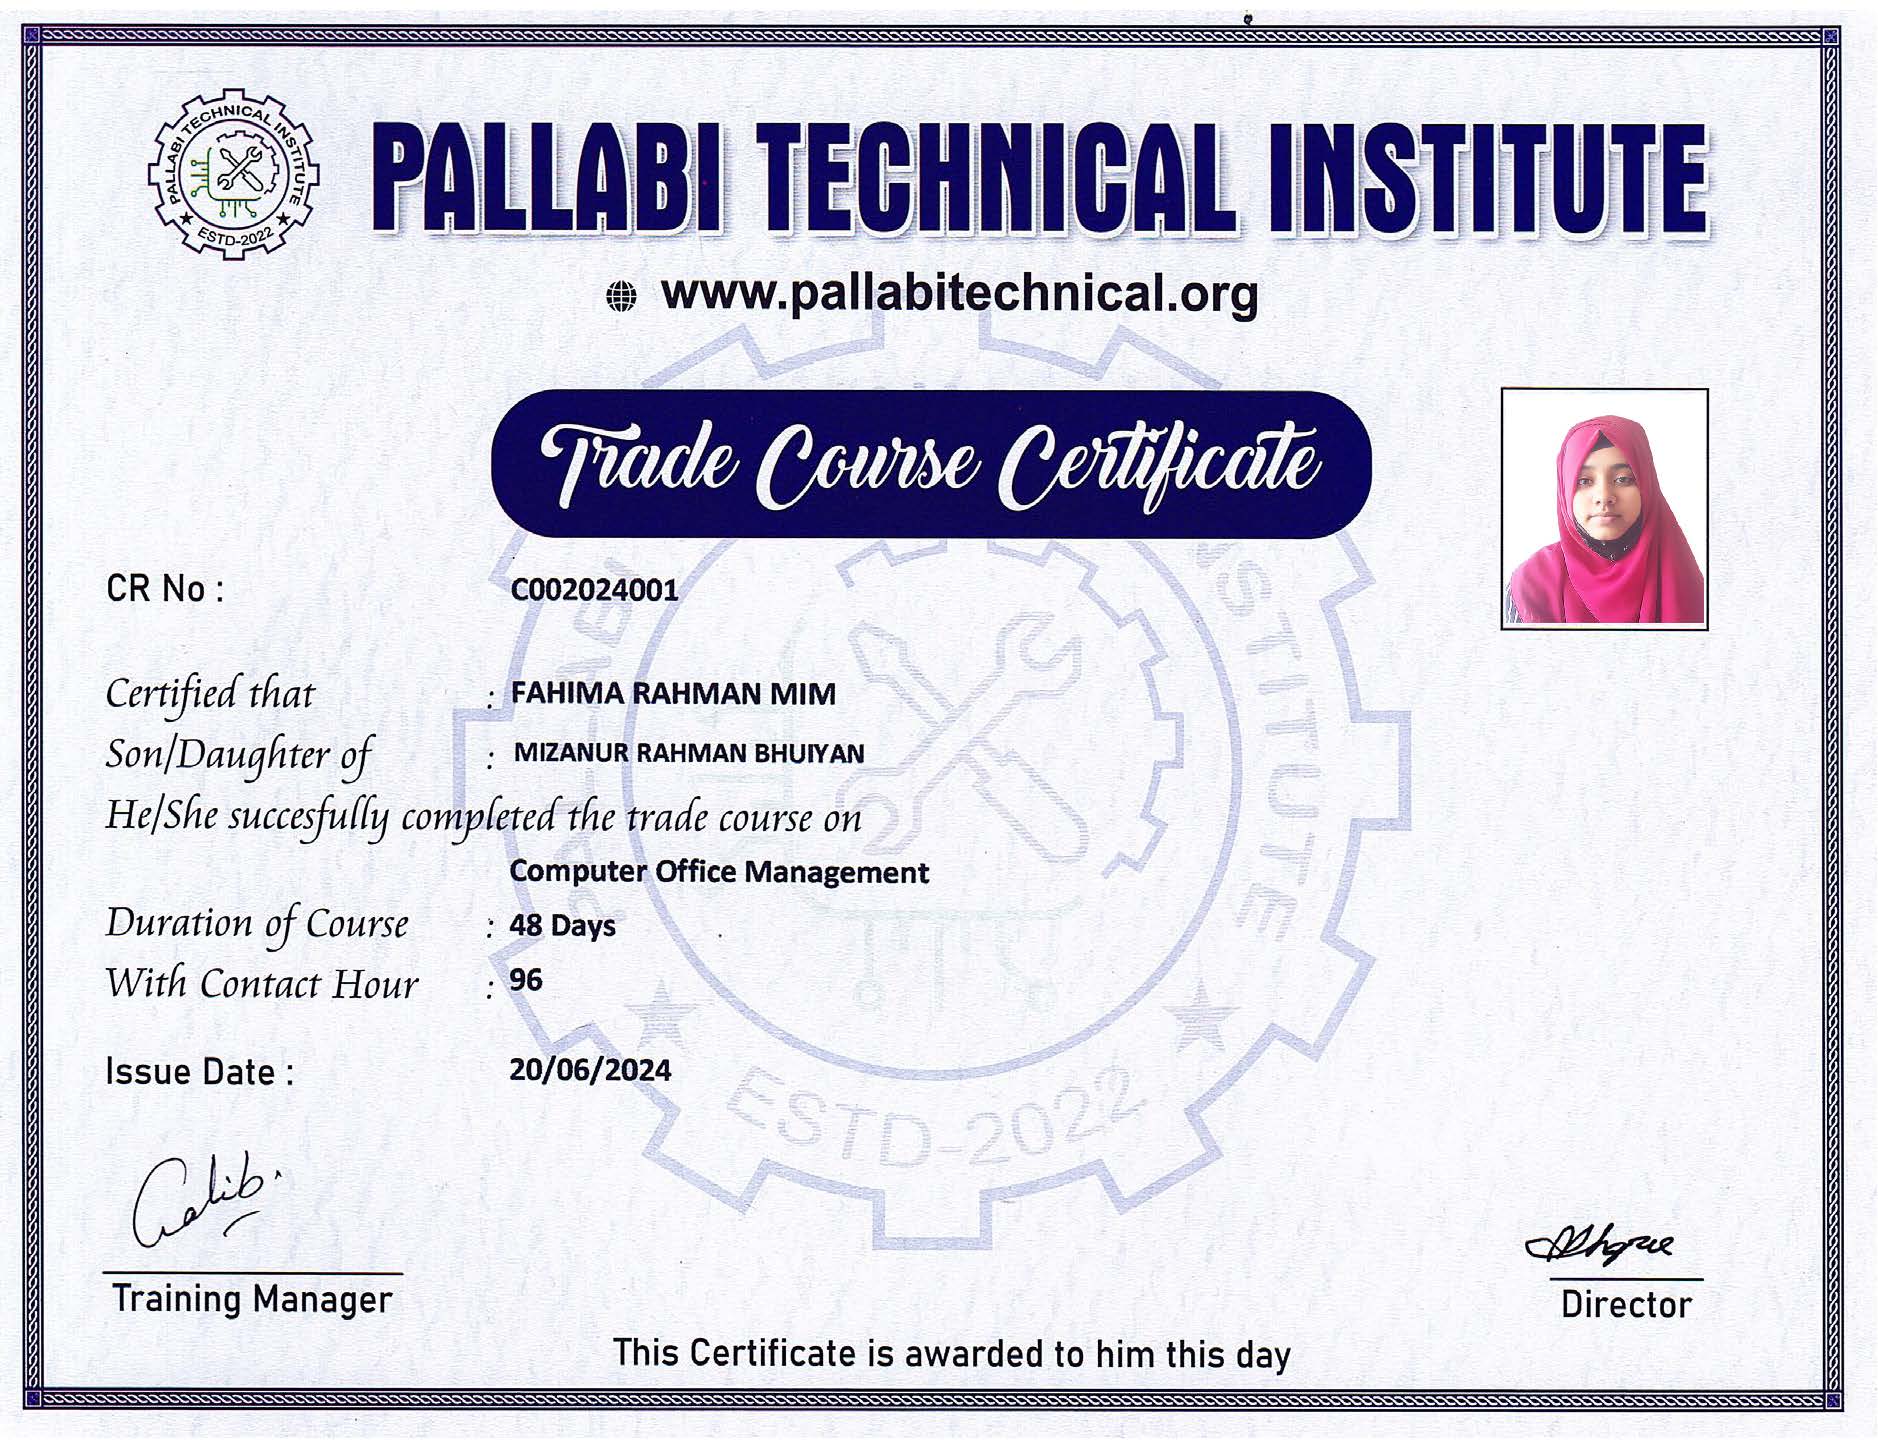 PALLABI TECHNICAL INSTITUTE
ESTD-2022
PALLABI TECHNICAL INSTITUTE
www.pallabitechnical.org
Trade Course Certificate
CR No : C002024001
Certified that : FAHIMA RAHMAN MIM
Son/Daughter of : MIZANUR RAHMAN BHUIYAN
He/She succesfully completed the trade course on
Computer Office Management
Duration of Course : 48 Days
With Contact Hour : 96
Issue Date : 20/06/2024
ESTD-2022
Training Manager
Director
This Certificate is awarded to him this day